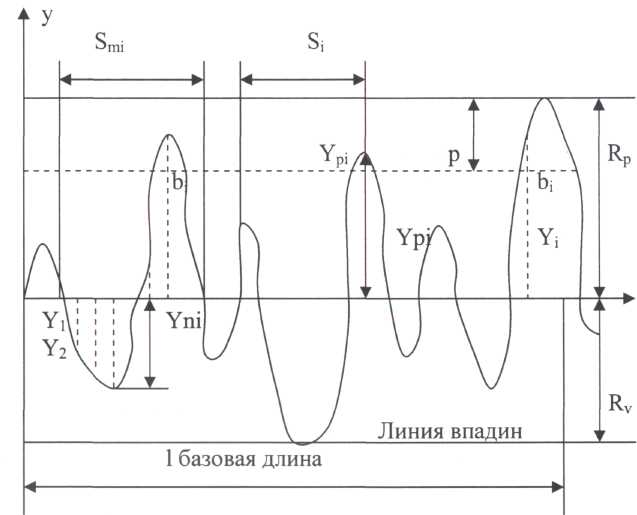 y
Smi
Si
Ypi
p
Rp
bi
bi
Ypi
Yi
Y1
Yni
Y2
Rv
Линия впадин
l базовая длина